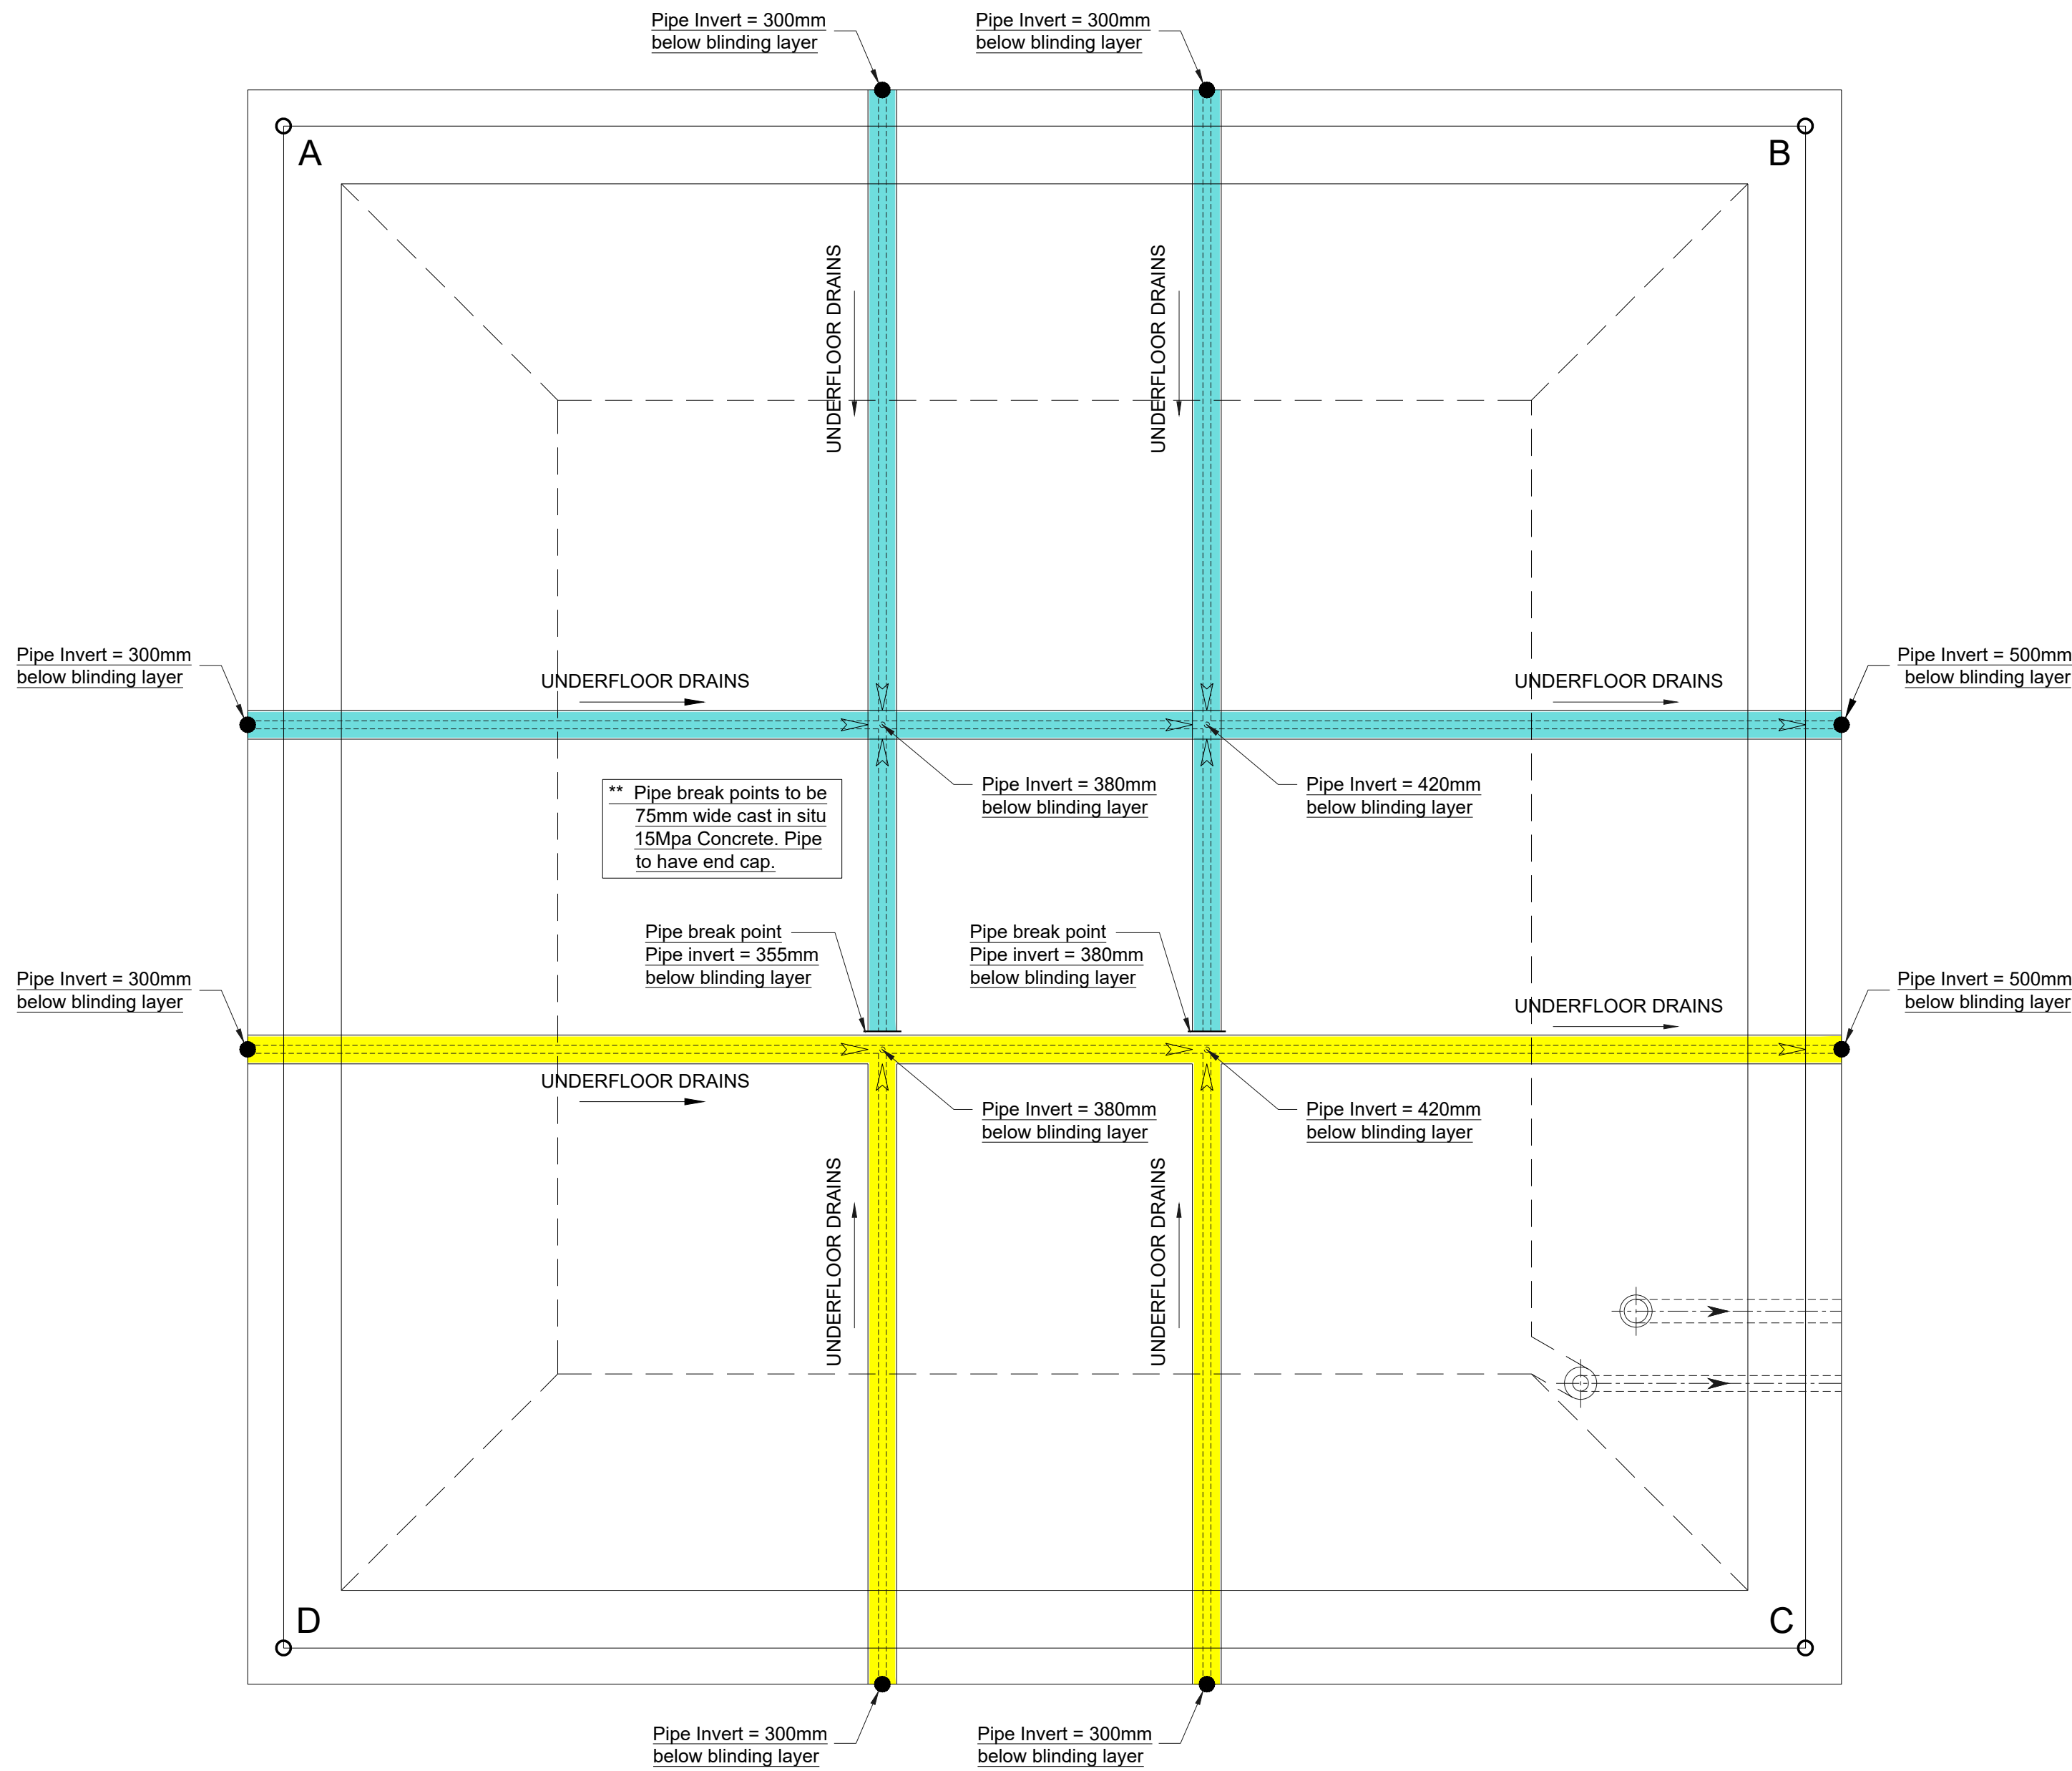 Pipe Invert = 300mm
below blinding layer
Pipe Invert = 300mm
below blinding layer
A
B
UNDERFLOOR DRAINS
UNDERFLOOR DRAINS
Pipe Invert = 300mm
below blinding layer
UNDERFLOOR DRAINS
UNDERFLOOR DRAINS
Pipe Invert = 500mm
below blinding layer
** Pipe break points to be
75mm wide cast in situ
15Mpa Concrete. Pipe
to have end cap.
Pipe Invert = 380mm
below blinding layer
Pipe Invert = 420mm
below blinding layer
Pipe break point
Pipe invert = 355mm
below blinding layer
Pipe break point
Pipe invert = 380mm
below blinding layer
Pipe Invert = 300mm
below blinding layer
UNDERFLOOR DRAINS
Pipe Invert = 500mm
below blinding layer
UNDERFLOOR DRAINS
Pipe Invert = 380mm
below blinding layer
Pipe Invert = 420mm
below blinding layer
UNDERFLOOR DRAINS
UNDERFLOOR DRAINS
D
C
Pipe Invert = 300mm
below blinding layer
Pipe Invert = 300mm
below blinding layer